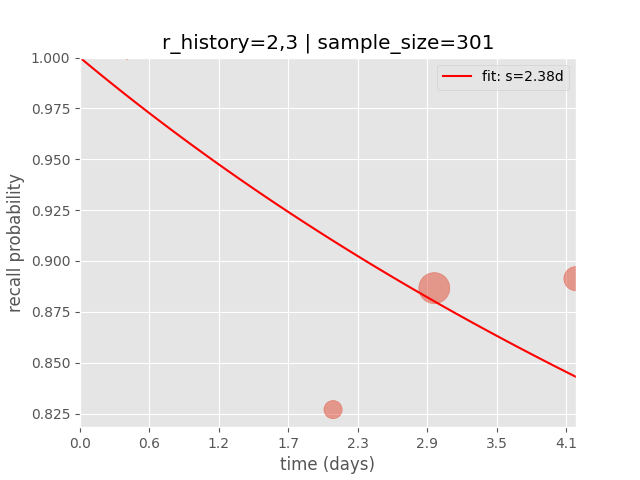 r_history=2,3 | sample_size=301
fit: s=2.38d
recall probability
1.000
0.975
0.950
0.925
0.900
0.875
0.850
0.825
0.0 0.6 1.2 1.7 2.3 2.9 3.5 4.1
time (days)